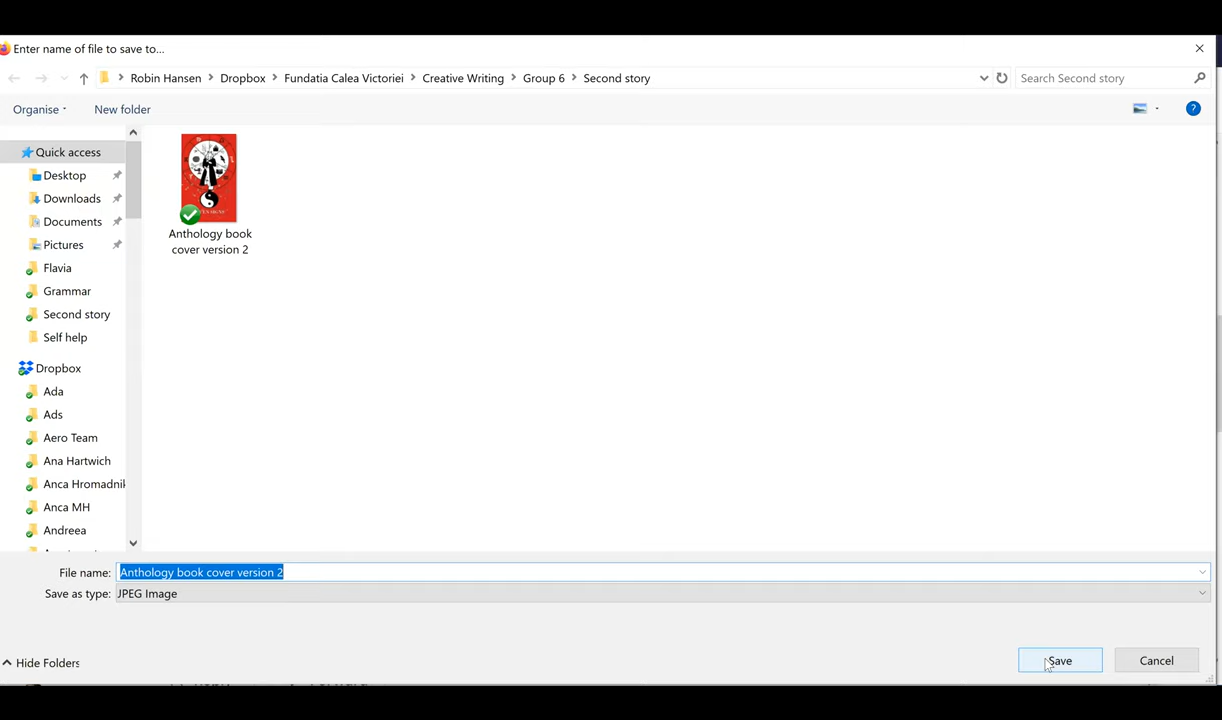 Enter name of file to save to...
Robin Hansen > Dropbox > Fundatia Calea Victoriei > Creative Writing > Group 6 > Second story
Search Second story
Organise
New folder
?
Quick access
Desktop
Downloads
Documents
Pictures
Flavia
Grammar
Second story
Self help
Dropbox
Ada
Ads
Aero Team
Ana Hartwich
Anca Hromadnik
Anca MH
Andreea
Anthology book
cover version 2
File name: Anthology book cover version 2
Save as type: JPEG Image
Hide Folders
Save
Cancel